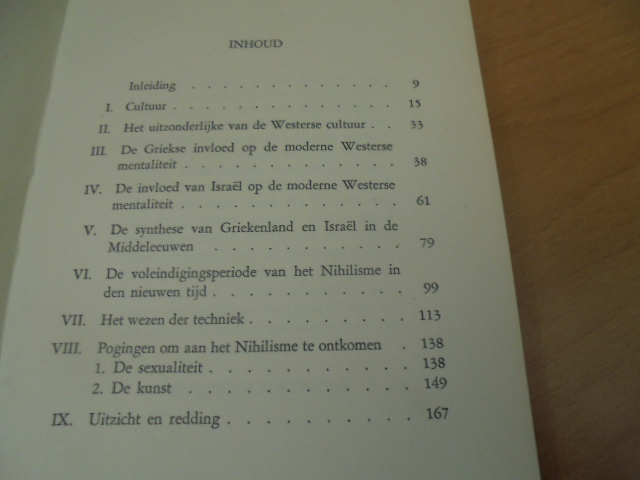 INHOUD
Inleiding . . . . . . . . . . . . . 9
I. Cultuur . . . . . . . . . . . . . 15
II. Het uitzonderlijke van de Westerse cultuur . . 33
III. De Griekse invloed op de moderne Westerse
mentaliteit . . . . . . . . . . . . . 38
IV. De invloed van Israël op de moderne Westerse
mentaliteit . . . . . . . . . . . . . 61
V. De synthese van Griekenland en Israël in de
Middeleeuwen . . . . . . . . . . 79
VI. De voleindigingsperiode van het Nihilisme in
den nieuwen tijd . . . . . . . . . . 99
VII. Het wezen der techniek . . . . . . . . . 113
VIII. Pogingen om aan het Nihilisme te ontkomen . 138
1. De sexualiteit . . . . . . . . . . . 138
2. De kunst . . . . . . . . . . . . 149
IX. Uitzicht en redding . . . . . . . . . . 167